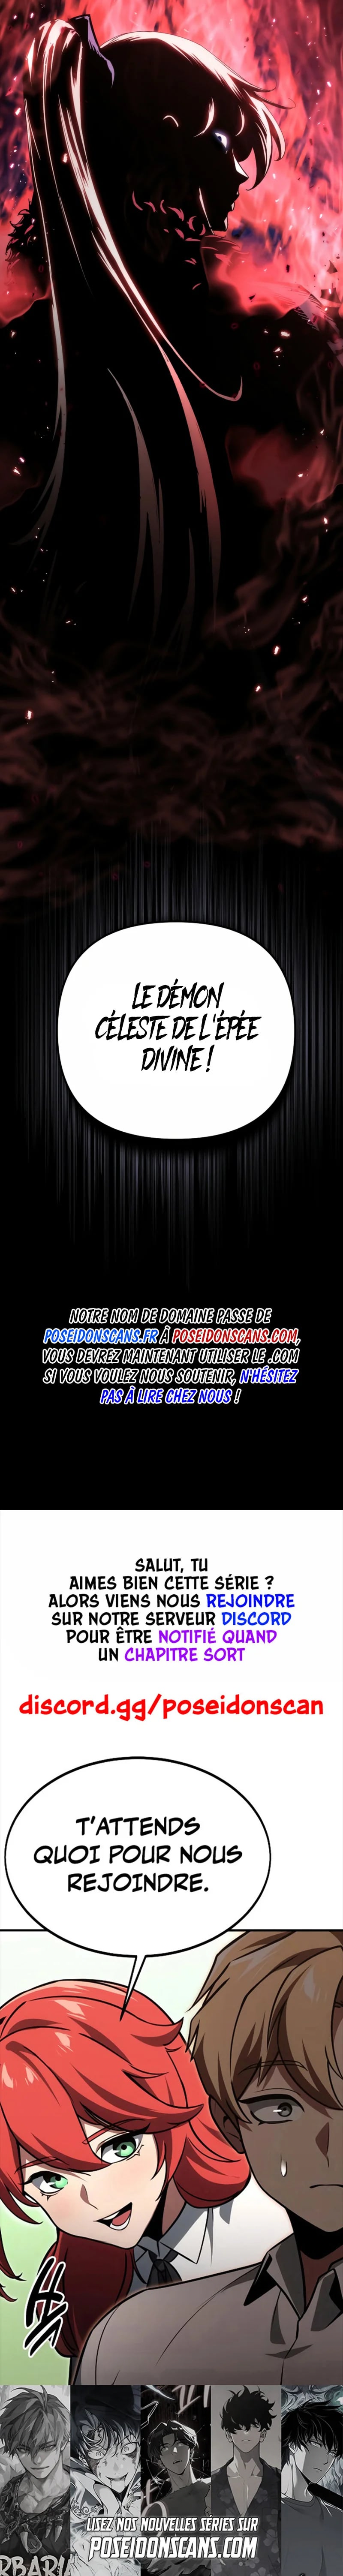 LE DÉMON
CÉLESTE DE L'ÉPÉE
DIVINE !
NOTRE NOM DE DOMAINE PASSE DE
POSEIDONSCANS.FR À POSEIDONSCANS.COM,
VOUS DEVREZ MAINTENANT UTILISER LE .COM
SI VOUS VOULEZ NOUS SOUTENIR, N'HÉSITEZ
PAS À LIRE CHEZ NOUS !
SALUT, TU
AIMES BIEN CETTE SÉRIE ?
ALORS VIENS NOUS REJOINDRE
SUR NOTRE SERVEUR DISCORD
POUR ÊTRE NOTIFIÉ QUAND
UN CHAPITRE SORT
discord.gg/poseidonscan
T'ATTENDS
QUOI POUR NOUS
REJOINDRE.
RBARIA
LISEZ NOS NOUVELLES SÉRIES SUR
POSEIDONSCANS.COM